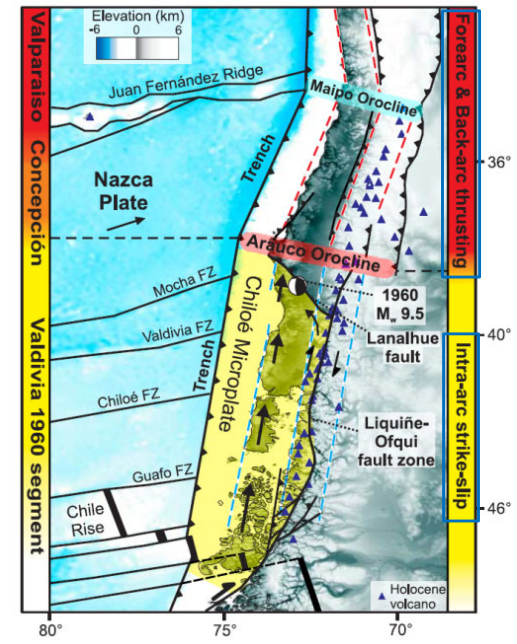 Elevation (km)
-6 0 6
Valparaiso
Concepción
Valdivia 1960 segment
Juan Fernández Ridge
Maipo Orocline
Forearc & Back-arc thrusting
Trench
36°
Nazca
Plate
Arauco Orocline
Mocha FZ
1960
Mw 9.5
Chiloé Microplate
Lanalhue
fault
40°
Valdivia FZ
Trench
Intra-arc strike-slip
Chiloé FZ
Liquiñe-
Ofqui
fault zone
Guafo FZ
46°
Chile
Rise
Holocene
volcano
80°
75°
70°